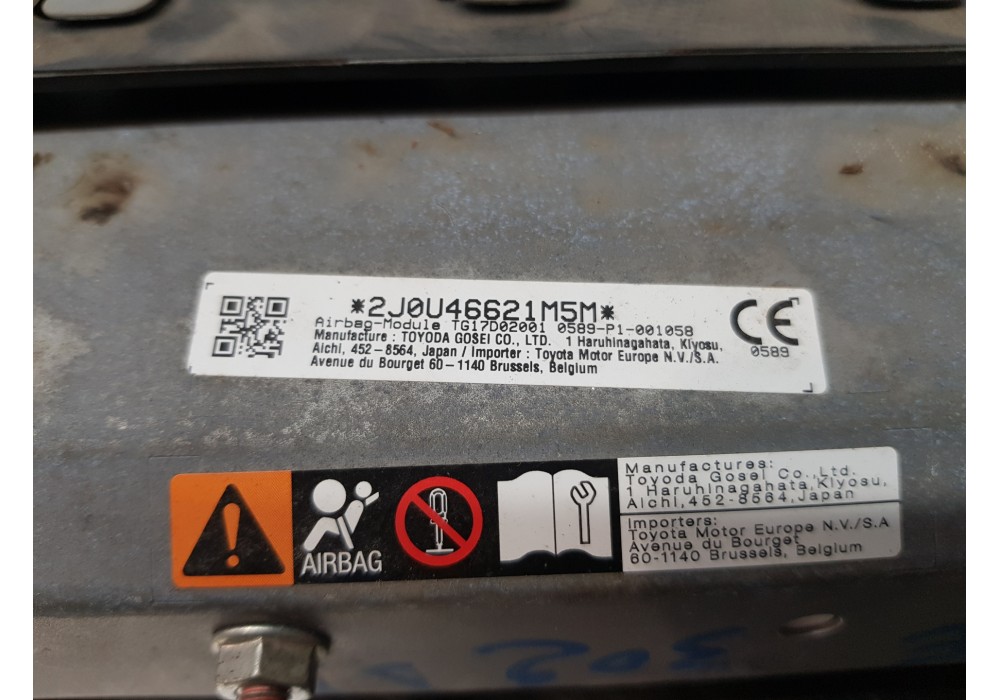 *2J0U46621M5M*
Airbag-Module TG17D02001 0589-P1-001058
Manufacture : TOYODA GOSEI CO., LTD. 1 Haruhinagahata, Kiyosu,
Aichi, 452-8564, Japan / Importer : Toyota Motor Europe N.V./S.A.
Avenue du Bourget 60-1140 Brussels, Belgium
CE
0589
AIRBAG
Manufactures:
Toyoda Gosei Co., Ltd.
1 Haruhinagahata, Kiyosu,
Aichi, 452-8564, Japan
Importers:
Toyota Motor Europe N.V./S.A
Avenue du Bourget
60-1140 Brussels, Belgium